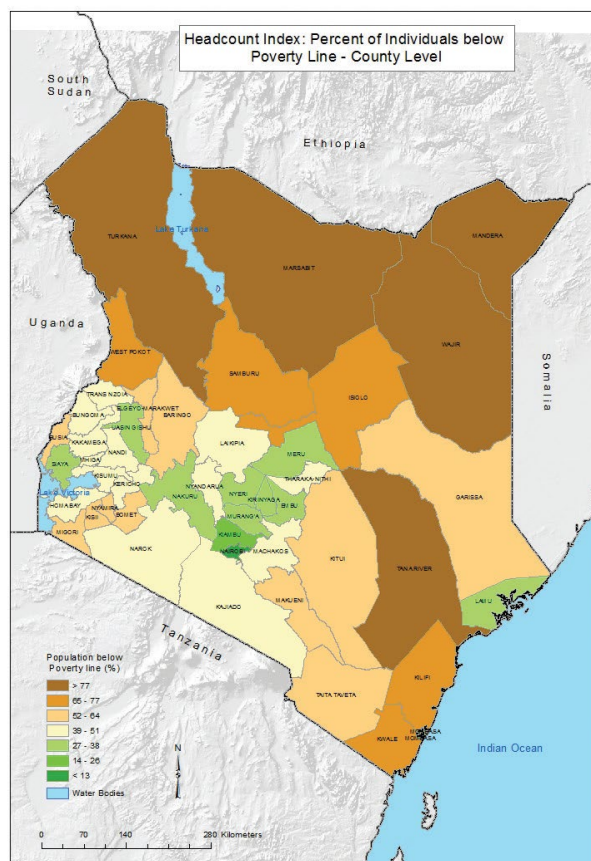 Headcount Index: Percent of Individuals below
Poverty Line - County Level
South
Sudan
Ethiopia
Lake Turkana
TURKANA
MANDERA
MARSABIT
WAJIR
Uganda
Somalia
WEST POKOT
SAMBURU
ISOLO
TRANS NZOIA
ELGEYO-MARAKWET
BUNGOMA
BARINGO
UASIN GISHU
BUSIA
KAKAMEGA
LAIKIPIA
NANDI
MERU
SIAYA
VIHIGA
THARAKA-NITHI
KISUMU
NYANDARUA
Lake Victoria
KERICHO
NAKURU
NYERI
KIRINYAGA
GARISSA
HOMABAY
NYAMIRA
EMBU
MURANG'A
KISII
BOMET
MIGORI
KIAMBU
KITUI
NAIROBI
MACHAKOS
NAROK
TANA RIVER
LAMU
MAKUENI
KAJIADO
Tanzania
KILIFI
TAITA TAVETA
MOMBASA
MOMBASA
KWALE
Indian Ocean
Population below
Poverty line (%)
> 77
65 - 77
52 - 64
39 - 51
27 - 38
14 - 26
< 13
Water Bodies
N
0 70 140 280 Kilometers